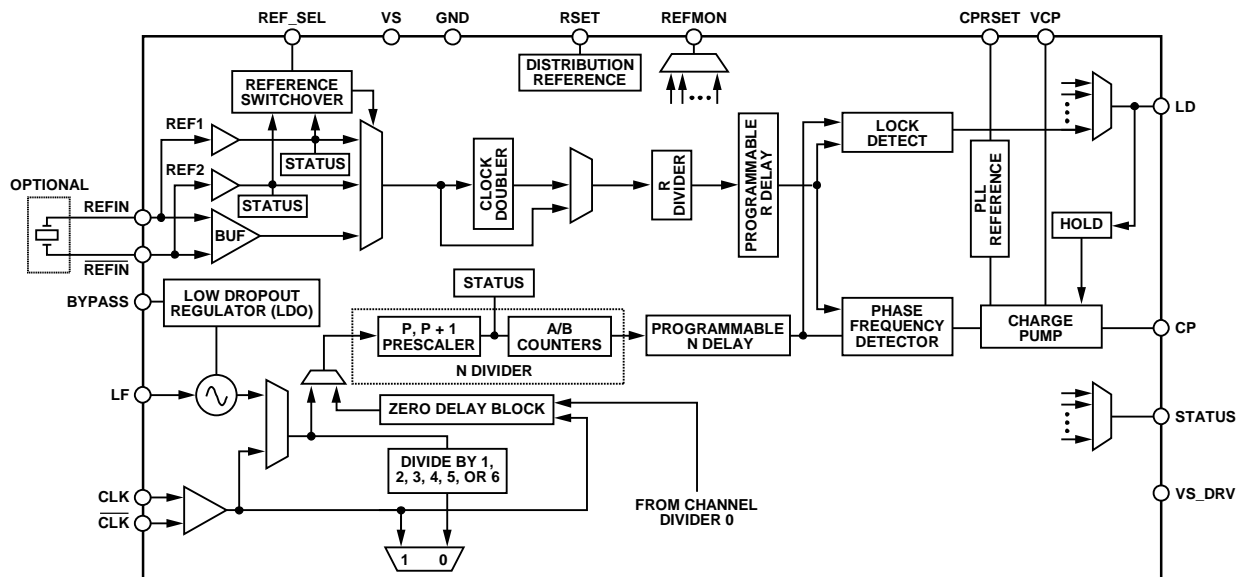 REF_SEL
VS
GND
RSET
REFMON
CPRSET
VCP
DISTRIBUTION
REFERENCE
REFERENCE
SWITCHOVER
LD
REF1
STATUS
LOCK
DETECT
OPTIONAL
REF2
STATUS
CLOCK
DOUBLER
R
DIVIDER
PROGRAMMABLE
R DELAY
PLL
REFERENCE
REFIN
BUF
HOLD
REFIN
BYPASS
LOW DROPOUT
REGULATOR (LDO)
STATUS
P, P + 1
PRESCALER
A/B
COUNTERS
N DIVIDER
PROGRAMMABLE
N DELAY
PHASE
FREQUENCY
DETECTOR
CHARGE
PUMP
CP
LF
ZERO DELAY BLOCK
STATUS
DIVIDE BY 1,
2, 3, 4, 5, OR 6
CLK
CLK
FROM CHANNEL
DIVIDER 0
VS_DRV
1 0